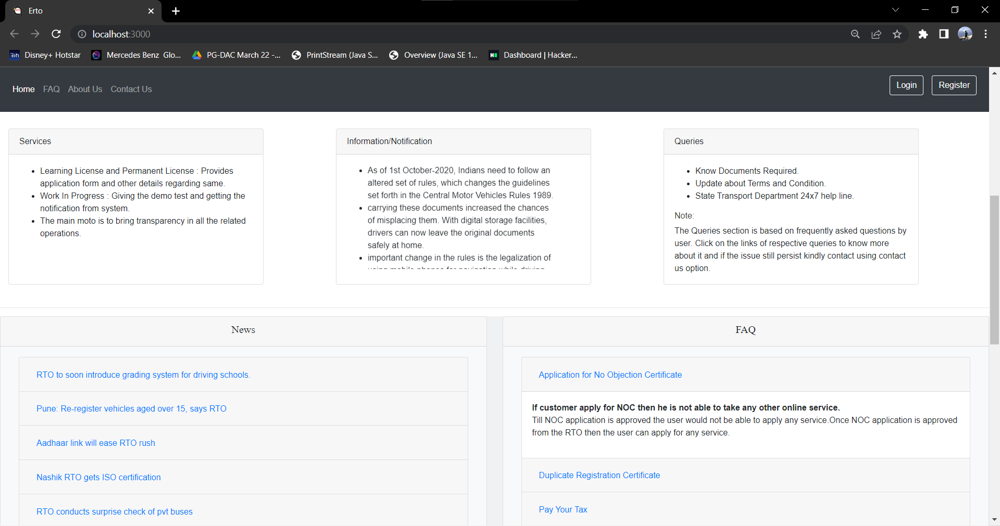 Erto
localhost:3000
Disney+ Hotstar
Mercedes Benz Glo...
PG-DAC March 22 -...
PrintStream (Java S...
Overview (Java SE 1...
Dashboard | Hacker...
Home FAQ About Us Contact Us
Login
Register
Services
Learning License and Permanent License : Provides
application form and other details regarding same.
Work In Progress : Giving the demo test and getting the
notification from system.
The main moto is to bring transparency in all the related
operations.
Information/Notification
As of 1st October-2020, Indians need to follow an
altered set of rules, which changes the guidelines
set forth in the Central Motor Vehicles Rules 1989.
carrying these documents increased the chances
of misplacing them. With digital storage facilities,
drivers can now leave the original documents
safely at home.
important change in the rules is the legalization of
using mobile phones for navigation while driving
Queries
Know Documents Required.
Update about Terms and Condition.
State Transport Department 24x7 help line.
Note:
The Queries section is based on frequently asked questions by
user. Click on the links of respective queries to know more
about it and if the issue still persist kindly contact using contact
us option.
News
RTO to soon introduce grading system for driving schools.
Pune: Re-register vehicles aged over 15, says RTO
Aadhaar link will ease RTO rush
Nashik RTO gets ISO certification
RTO conducts surprise check of pvt buses
FAQ
Application for No Objection Certificate
If customer apply for NOC then he is not able to take any other online service.
Till NOC application is approved the user would not be able to apply any service.Once NOC application is approved
from the RTO then the user can apply for any service.
Duplicate Registration Certificate
Pay Your Tax